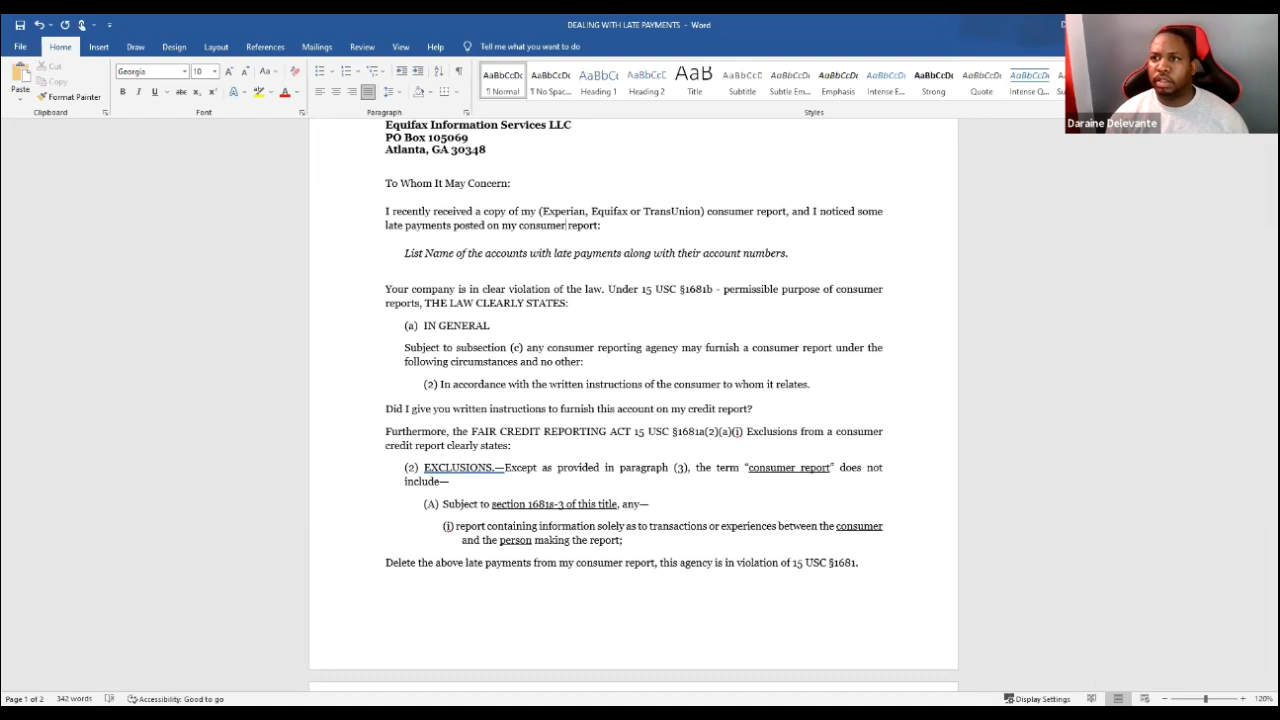 DEALING WITH LATE PAYMENTS - Word
File Home Insert Draw Design Layout References Mailings Review View Help Tell me what you want to do
Cut
Copy
Format Painter
Paste
Georgia 10
Clipboard Font Paragraph Styles
AaBbCcDc AaBbCcDc AaBbCc AaBbCcC AaB AaBbCcC AaBbCcDc AaBbCcDc AaBbCcDc AaBbCcDc AaBbCcDc AaBbCcDc
¶ Normal ¶ No Spac... Heading 1 Heading 2 Title Subtitle Subtle Em... Emphasis Intense E... Strong Quote Intense Q...
Daraine Delevante
Equifax Information Services LLC
PO Box 105069
Atlanta, GA 30348
To Whom It May Concern:
I recently received a copy of my (Experian, Equifax or TransUnion) consumer report, and I noticed some
late payments posted on my consumer report:
List Name of the accounts with late payments along with their account numbers.
Your company is in clear violation of the law. Under 15 USC §1681b - permissible purpose of consumer
reports, THE LAW CLEARLY STATES:
(a) IN GENERAL
Subject to subsection (c) any consumer reporting agency may furnish a consumer report under the
following circumstances and no other:
(2) In accordance with the written instructions of the consumer to whom it relates.
Did I give you written instructions to furnish this account on my credit report?
Furthermore, the FAIR CREDIT REPORTING ACT 15 USC §1681a(2)(a)(i) Exclusions from a consumer
credit report clearly states:
(2) EXCLUSIONS.—Except as provided in paragraph (3), the term “consumer report” does not
include—
(A) Subject to section 1681s-3 of this title, any—
(i) report containing information solely as to transactions or experiences between the consumer
and the person making the report;
Delete the above late payments from my consumer report, this agency is in violation of 15 USC §1681.
Page 1 of 2 342 words Accessibility: Good to go Display Settings 120%